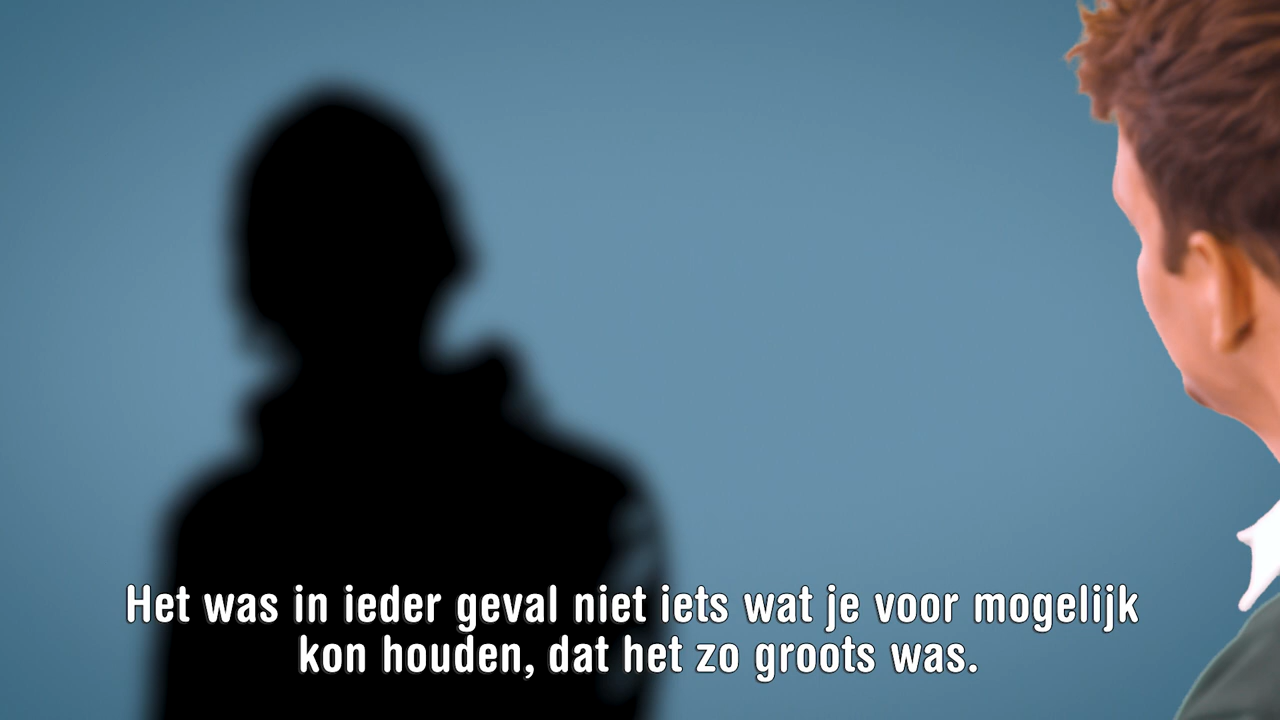 Het was in ieder geval niet iets wat je voor mogelijk
kon houden, dat het zo groots was.